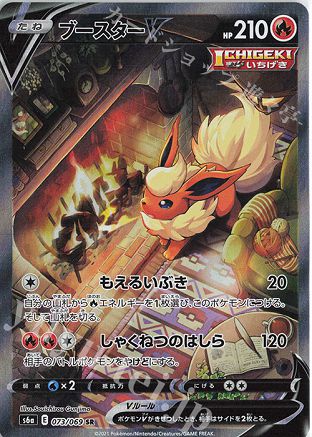 たね ブースターV HP 210
ICHIGEKI
いちげき
もえるいぶき 20
自分の山札から エネルギーを1枚選び、このポケモンにつける。
そして山札を切る。
しゃくねつのはしら 120
相手のバトルポケモンをやけどにする。
弱点 ×2 抵抗力 にげる
Illus. Souichirou Gunjima
s6a E 073/069 SR
Vルール
ポケモンVがきぜつしたとき、相手はサイドを2枚とる。
©2021 Pokémon/Nintendo/Creatures/GAME FREAK.